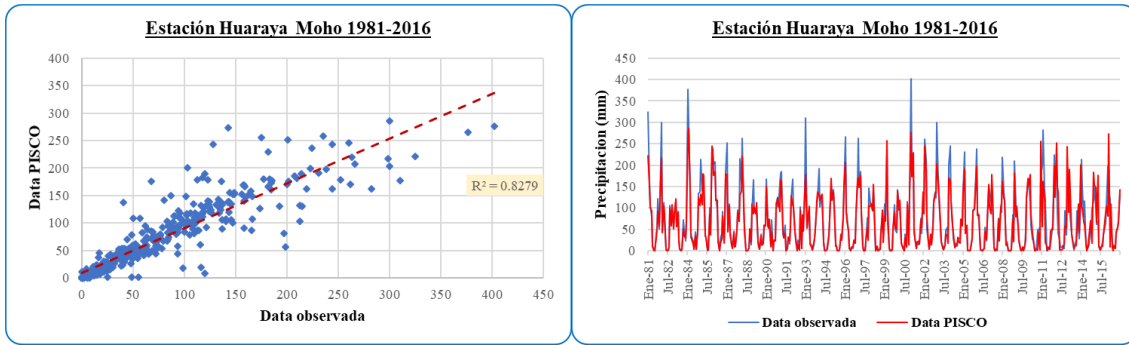 Estación Huaraya Moho 1981-2016
Data PISCO
400
350
300
250
200
150
100
50
0
R² = 0.8279
0 50 100 150 200 250 300 350 400 450
Data observada
Estación Huaraya Moho 1981-2016
Precipitacion (mm)
450
400
350
300
250
200
150
100
50
0
Ene-81 Jul-82 Ene-84 Jul-85 Ene-87 Jul-88 Ene-90 Jul-91 Ene-93 Jul-94 Ene-96 Jul-97 Ene-99 Jul-00 Ene-02 Jul-03 Ene-05 Jul-06 Ene-08 Jul-09 Ene-11 Jul-12 Ene-14 Jul-15
Data observada Data PISCO